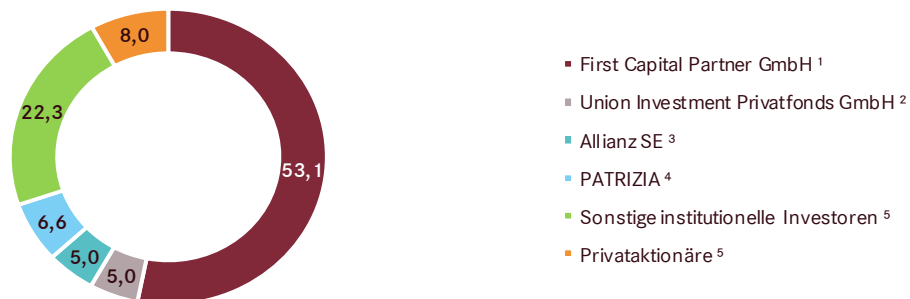 8,0
22,3
53,1
6,6
5,0
5,0
First Capital Partner GmbH ¹
Union Investment Privatfonds GmbH ²
Allianz SE ³
PATRIZIA ⁴
Sonstige institutionelle Investoren ⁵
Privataktionäre ⁵